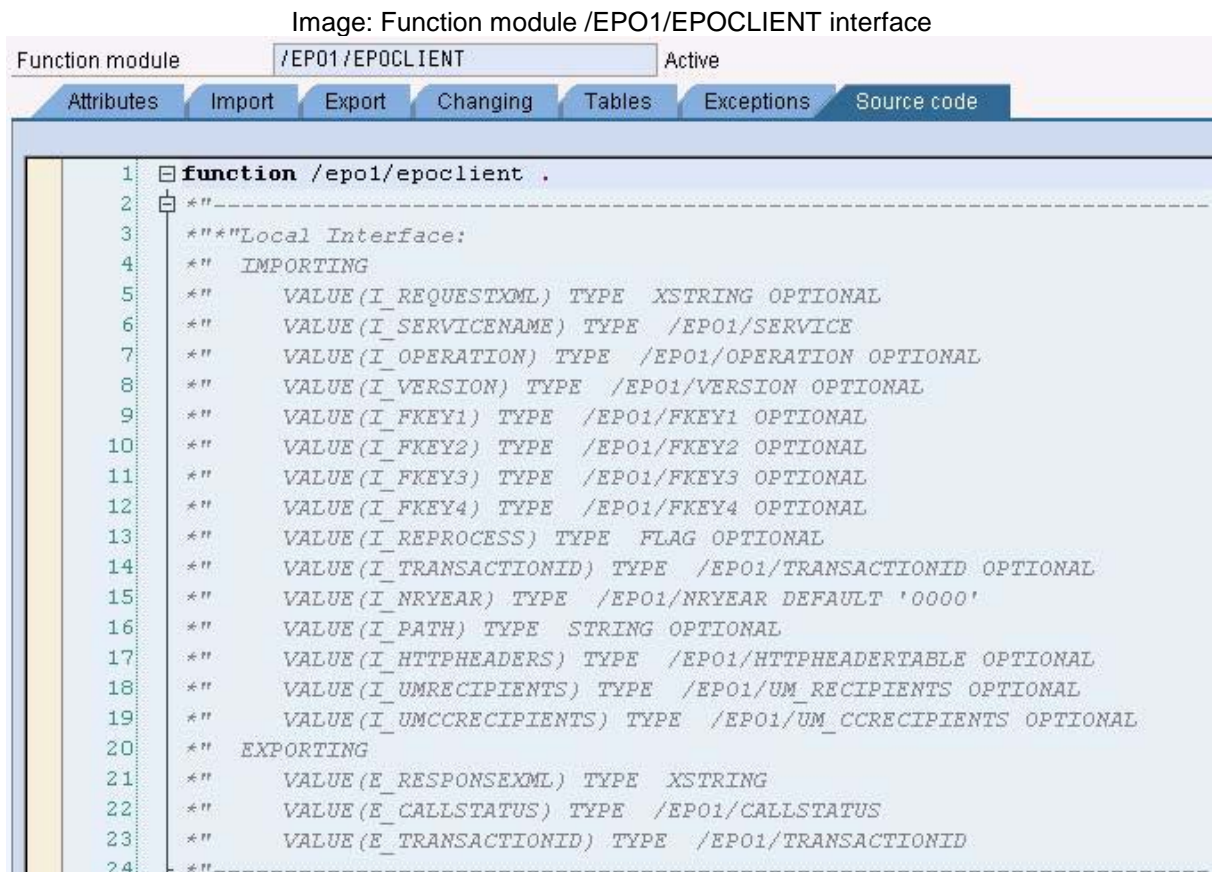 Image: Function module /EPO1/EPOCLIENT interface
Function module /EPO1/EPOCLIENT Active
Attributes Import Export Changing Tables Exceptions Source code
1 function /epo1/epoclient .
2 *"----------------------------------------------------------------------
3 *"*"Local Interface:
4 *" IMPORTING
5 *" VALUE(I_REQUESTXML) TYPE XSTRING OPTIONAL
6 *" VALUE(I_SERVICENAME) TYPE /EPO1/SERVICE
7 *" VALUE(I_OPERATION) TYPE /EPO1/OPERATION OPTIONAL
8 *" VALUE(I_VERSION) TYPE /EPO1/VERSION OPTIONAL
9 *" VALUE(I_FKEY1) TYPE /EPO1/FKEY1 OPTIONAL
10 *" VALUE(I_FKEY2) TYPE /EPO1/FKEY2 OPTIONAL
11 *" VALUE(I_FKEY3) TYPE /EPO1/FKEY3 OPTIONAL
12 *" VALUE(I_FKEY4) TYPE /EPO1/FKEY4 OPTIONAL
13 *" VALUE(I_REPROCESS) TYPE FLAG OPTIONAL
14 *" VALUE(I_TRANSACTIONID) TYPE /EPO1/TRANSACTIONID OPTIONAL
15 *" VALUE(I_NRYEAR) TYPE /EPO1/NRYEAR DEFAULT '0000'
16 *" VALUE(I_PATH) TYPE STRING OPTIONAL
17 *" VALUE(I_HTTPHEADERS) TYPE /EPO1/HTTPHEADERTABLE OPTIONAL
18 *" VALUE(I_UMRECIPIENTS) TYPE /EPO1/UM_RECIPIENTS OPTIONAL
19 *" VALUE(I_UMCCRECIPIENTS) TYPE /EPO1/UM_CCRECIPIENTS OPTIONAL
20 *" EXPORTING
21 *" VALUE(E_RESPONSEXML) TYPE XSTRING
22 *" VALUE(E_CALLSTATUS) TYPE /EPO1/CALLSTATUS
23 *" VALUE(E_TRANSACTIONID) TYPE /EPO1/TRANSACTIONID
24 *"----------------------------------------------------------------------